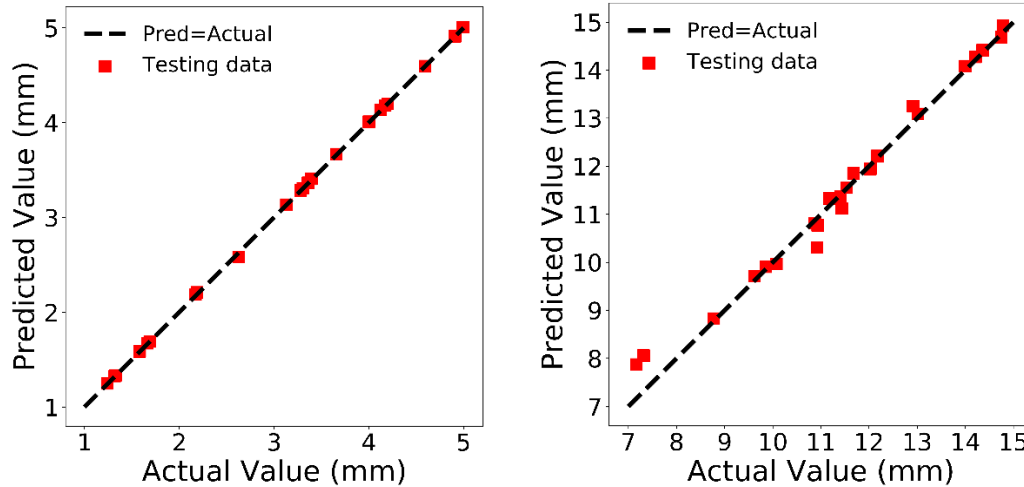 Predicted Value (mm)
5
4
3
2
1
Pred=Actual
Testing data
1 2 3 4 5
Actual Value (mm)
Predicted Value (mm)
15
14
13
12
11
10
9
8
7
Pred=Actual
Testing data
7 8 9 10 11 12 13 14 15
Actual Value (mm)